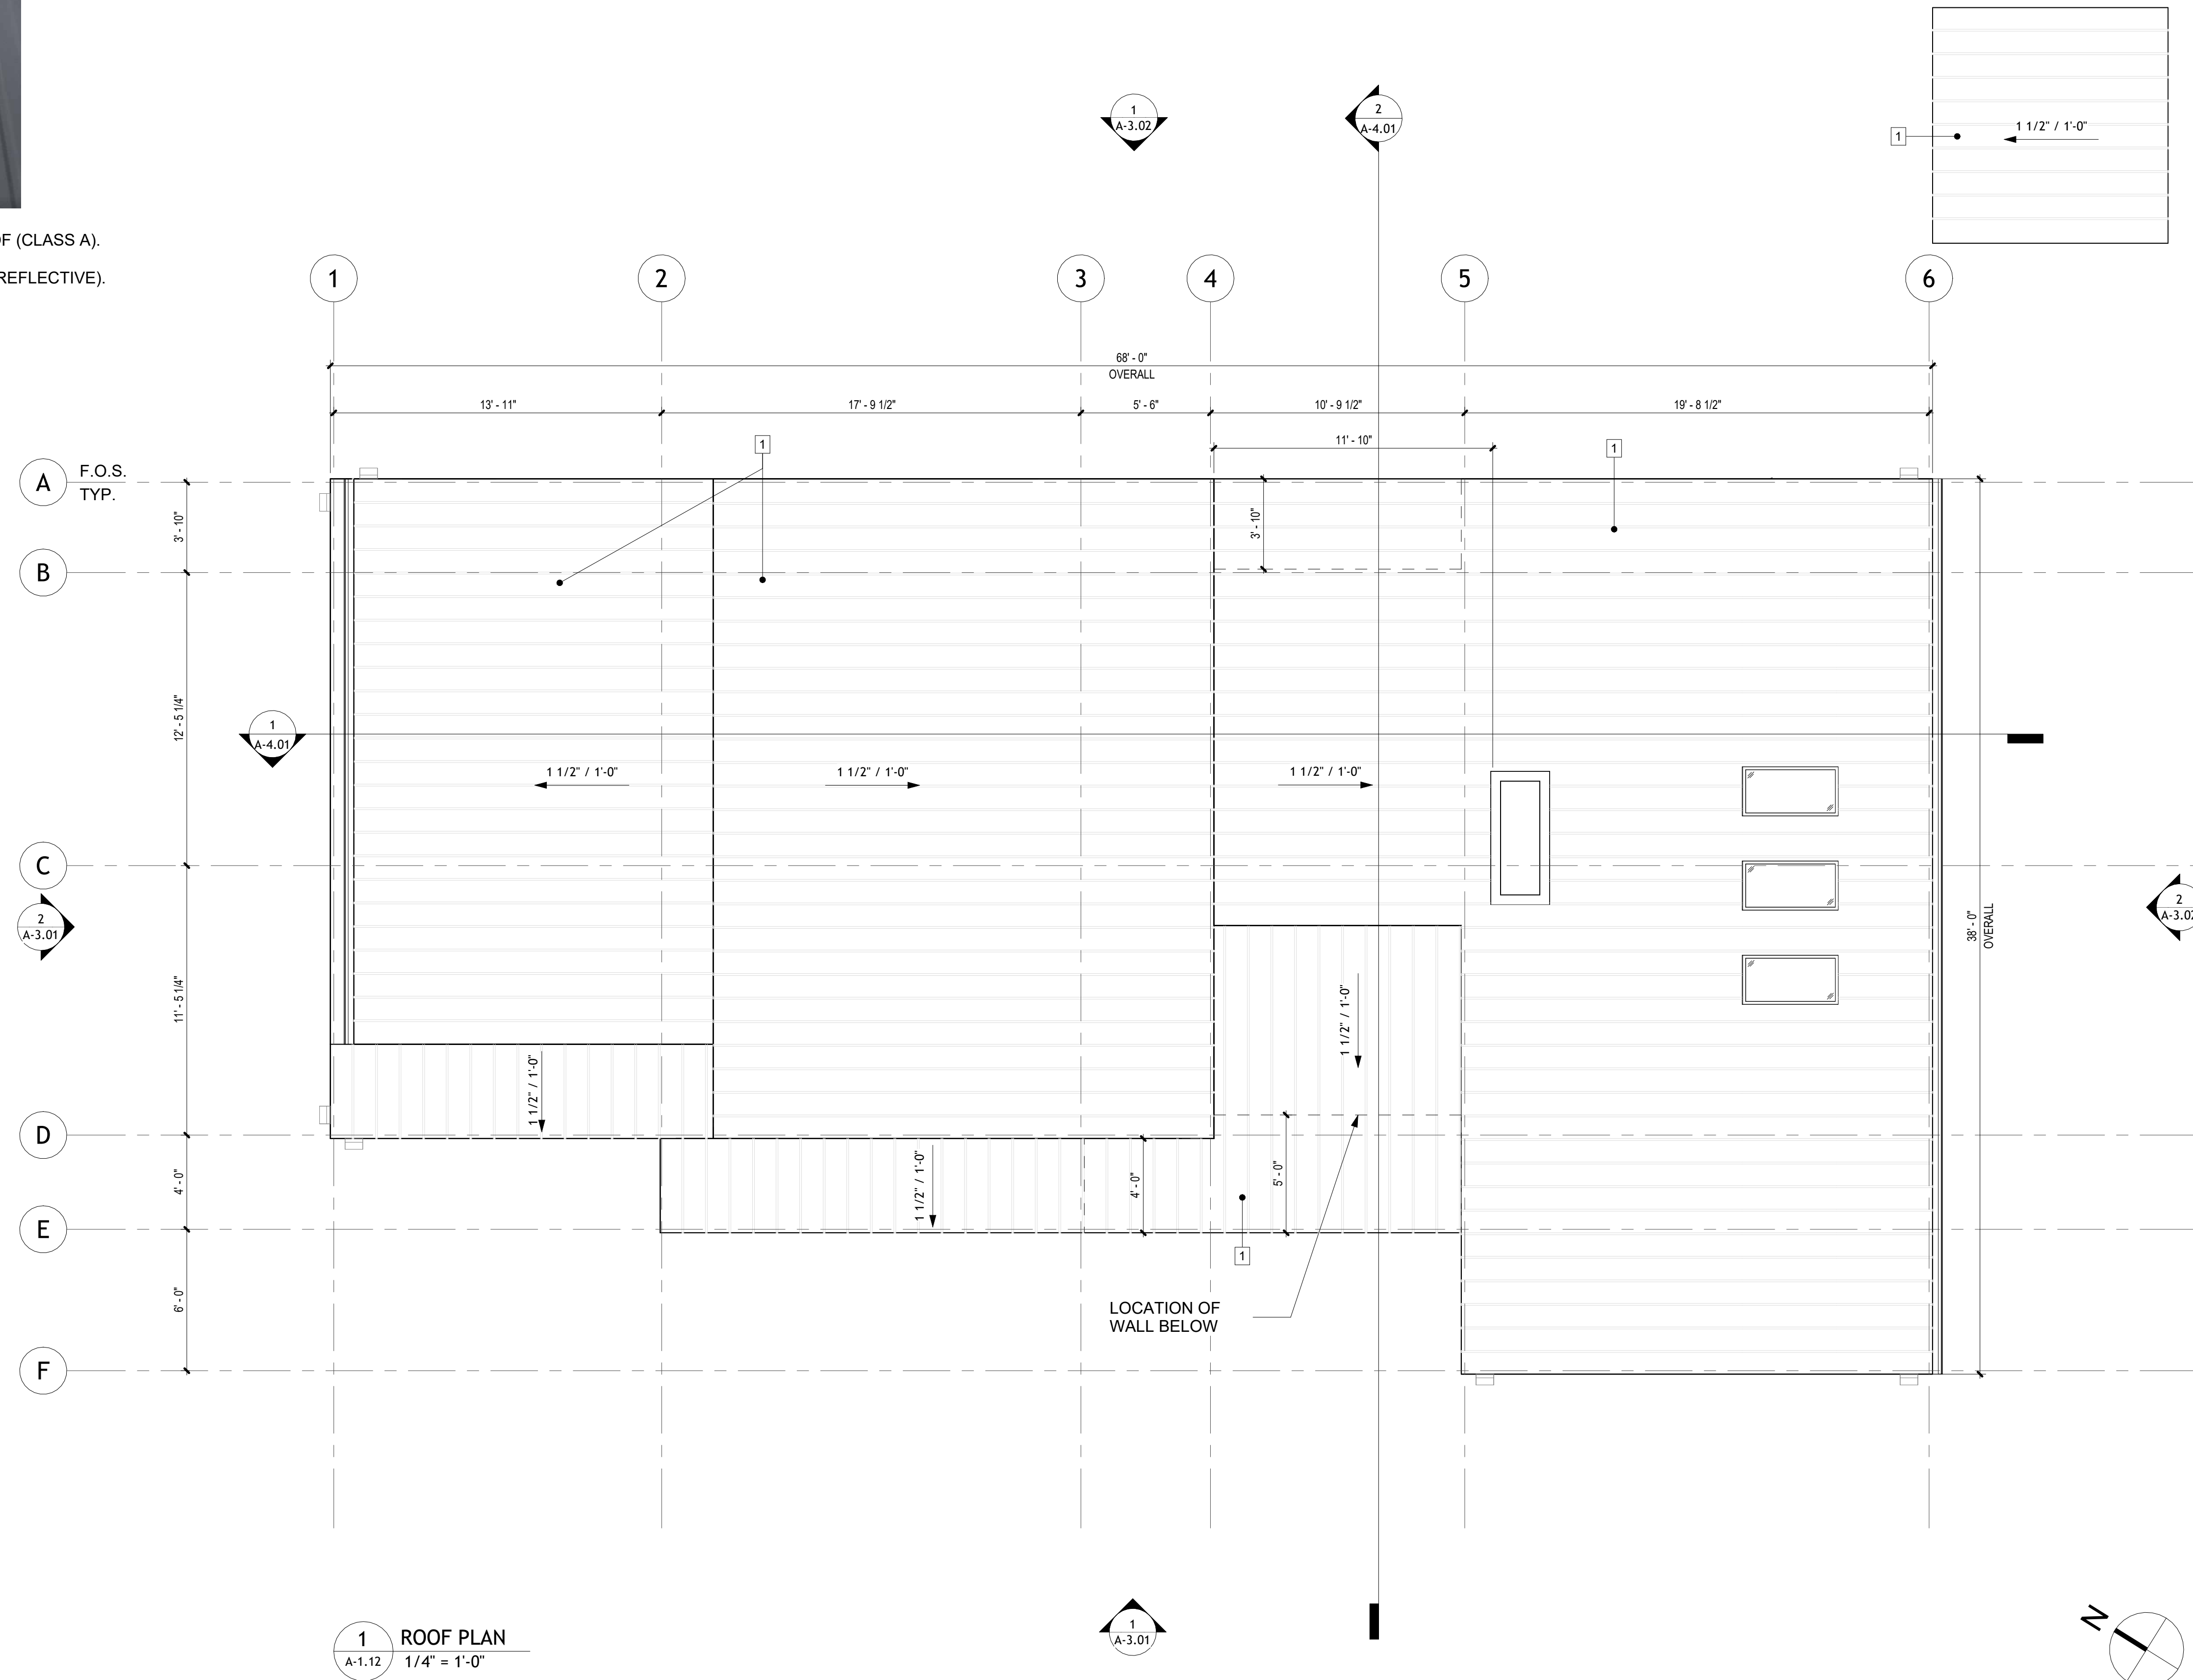 1 1/2" / 1'-0"
1
1
A-3.02
2
A-4.01
OF (CLASS A).
REFLECTIVE).
1
2
3
4
5
6
68' - 0"
OVERALL
13' - 11"
17' - 9 1/2"
5' - 6"
10' - 9 1/2"
19' - 8 1/2"
11' - 10"
1
1
A
F.O.S.
TYP.
3' - 10"
3' - 10"
B
12' - 5 1/4"
1
A-4.01
1 1/2" / 1'-0"
1 1/2" / 1'-0"
1 1/2" / 1'-0"
C
2
A-3.01
2
A-3.02
38' - 0"
OVERALL
11' - 5 1/4"
1 1/2" / 1'-0"
1 1/2" / 1'-0"
D
4' - 0"
1 1/2" / 1'-0"
4' - 0"
5' - 0"
E
1
6' - 0"
LOCATION OF
WALL BELOW
F
1
A-1.12
ROOF PLAN
1/4" = 1'-0"
1
A-3.01
N